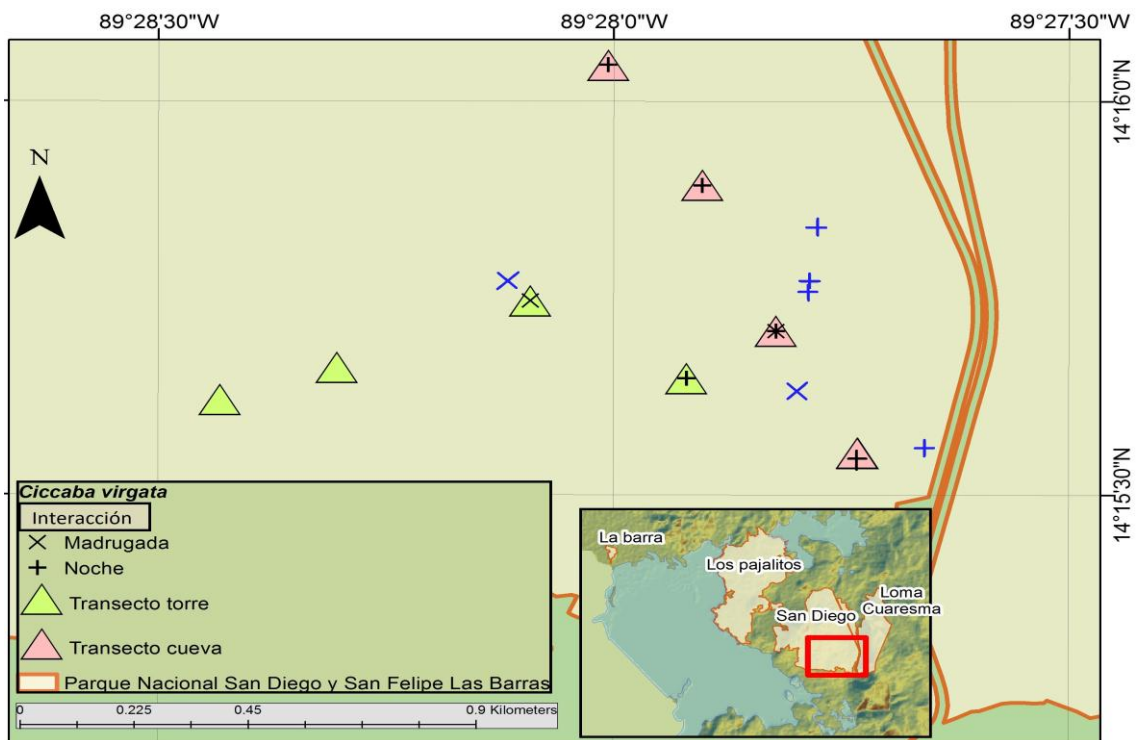 89°28'30"W
89°28'0"W
89°27'30"W
14°16'0"N
N
14°15'30"N
Ciccaba virgata
Interacción
Madrugada
Noche
Transecto torre
Transecto cueva
Parque Nacional San Diego y San Felipe Las Barras
0 0.225 0.45 0.9 Kilometers
La barra
Los pajalitos
San Diego
Loma
Cuaresma